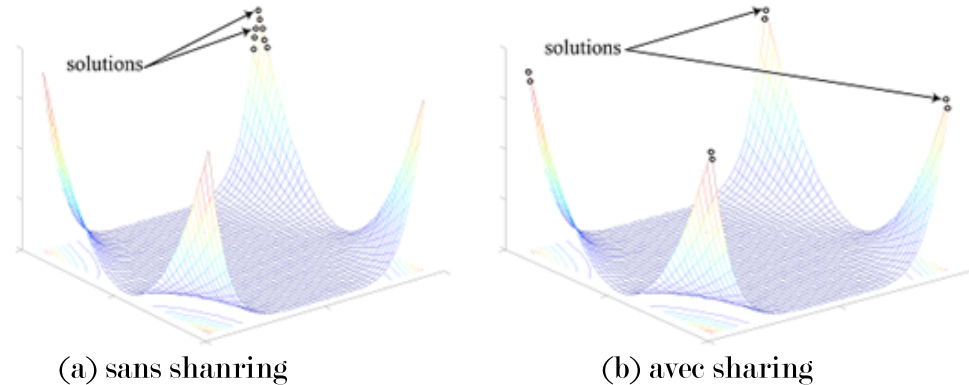 solutions
solutions
(a) sans shanring
(b) avec sharing